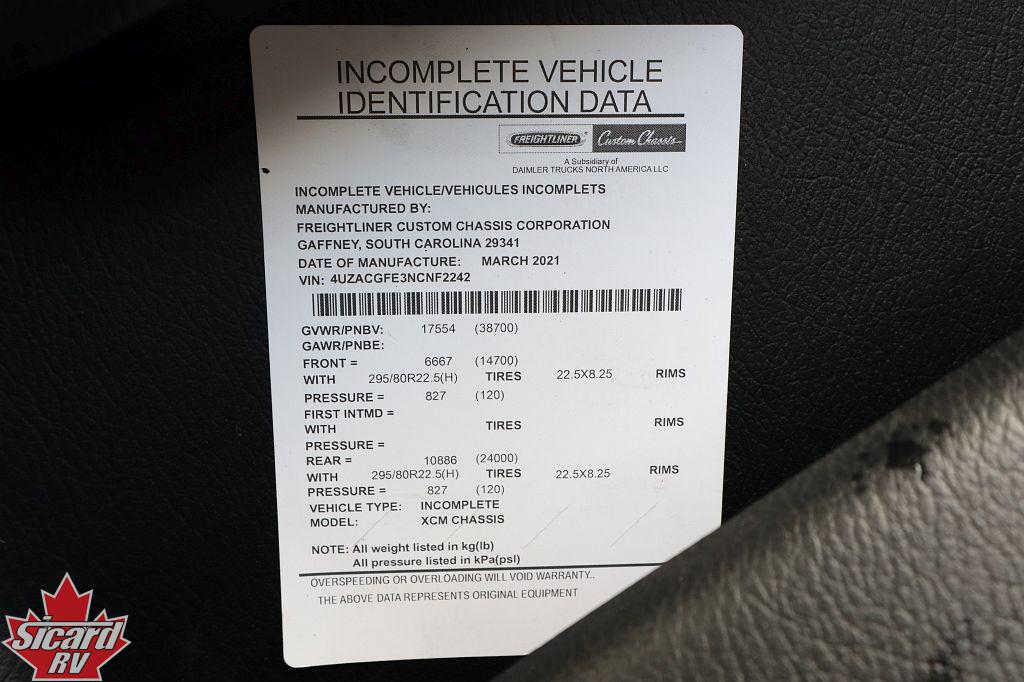 INCOMPLETE VEHICLE
IDENTIFICATION DATA
FREIGHTLINER® Custom Chassis
A Subsidiary of
DAIMLER TRUCKS NORTH AMERICA LLC
INCOMPLETE VEHICLE/VEHICULES INCOMPLETS
MANUFACTURED BY:
FREIGHTLINER CUSTOM CHASSIS CORPORATION
GAFFNEY, SOUTH CAROLINA 29341
DATE OF MANUFACTURE: MARCH 2021
VIN: 4UZACGFE3NCNF2242
GVWR/PNBV: 17554 (38700)
GAWR/PNBE:
FRONT = 6667 (14700)
WITH 295/80R22.5(H) TIRES 22.5X8.25 RIMS
PRESSURE = 827 (120)
FIRST INTMD =
WITH TIRES RIMS
PRESSURE =
REAR = 10886 (24000)
WITH 295/80R22.5(H) TIRES 22.5X8.25 RIMS
PRESSURE = 827 (120)
VEHICLE TYPE: INCOMPLETE
MODEL: XCM CHASSIS
NOTE: All weight listed in kg(lb)
All pressure listed in kPa(psl)
OVERSPEEDING OR OVERLOADING WILL VOID WARRANTY..
THE ABOVE DATA REPRESENTS ORIGINAL EQUIPMENT
Sicard
RV